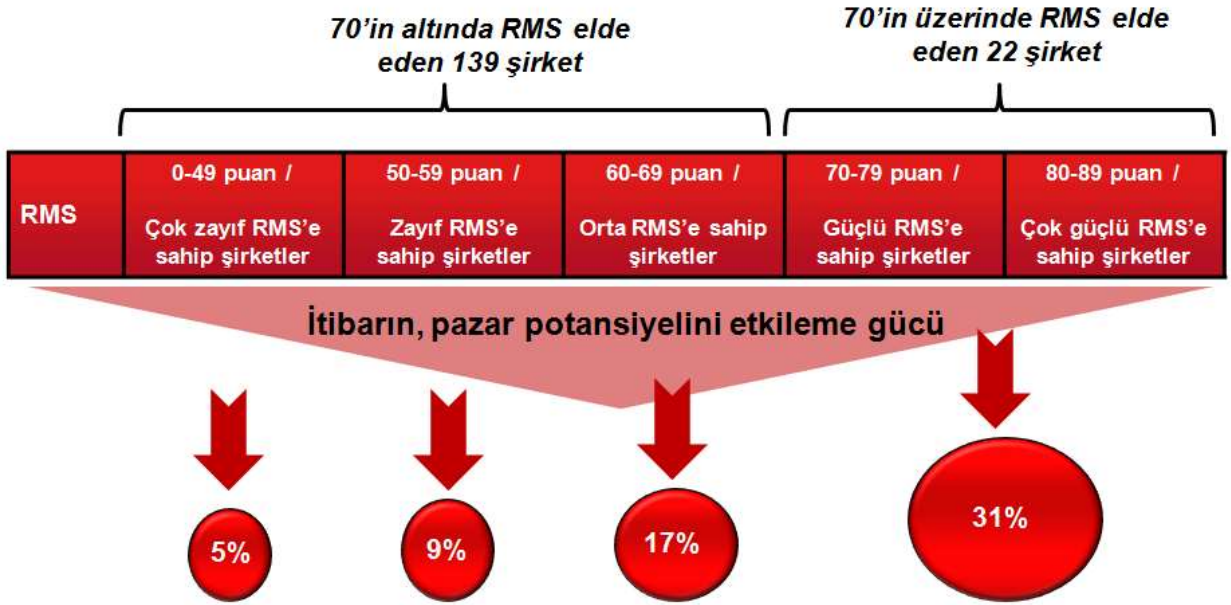 70’in altında RMS elde
eden 139 şirket
70’in üzerinde RMS elde
eden 22 şirket
RMS
0-49 puan /
Çok zayıf RMS’e
sahip şirketler
50-59 puan /
Zayıf RMS’e
sahip şirketler
60-69 puan /
Orta RMS’e sahip
şirketler
70-79 puan /
Güçlü RMS’e
sahip şirketler
80-89 puan /
Çok güçlü RMS’e
sahip şirketler
İtibarın, pazar potansiyelini etkileme gücü
5%
9%
17%
31%